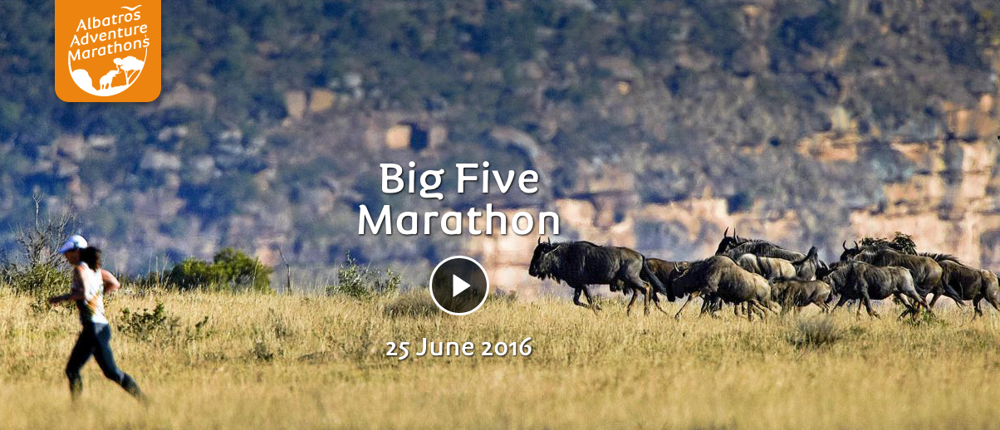 Albatros
Adventure
Marathons
Big Five
Marathon
25 June 2016